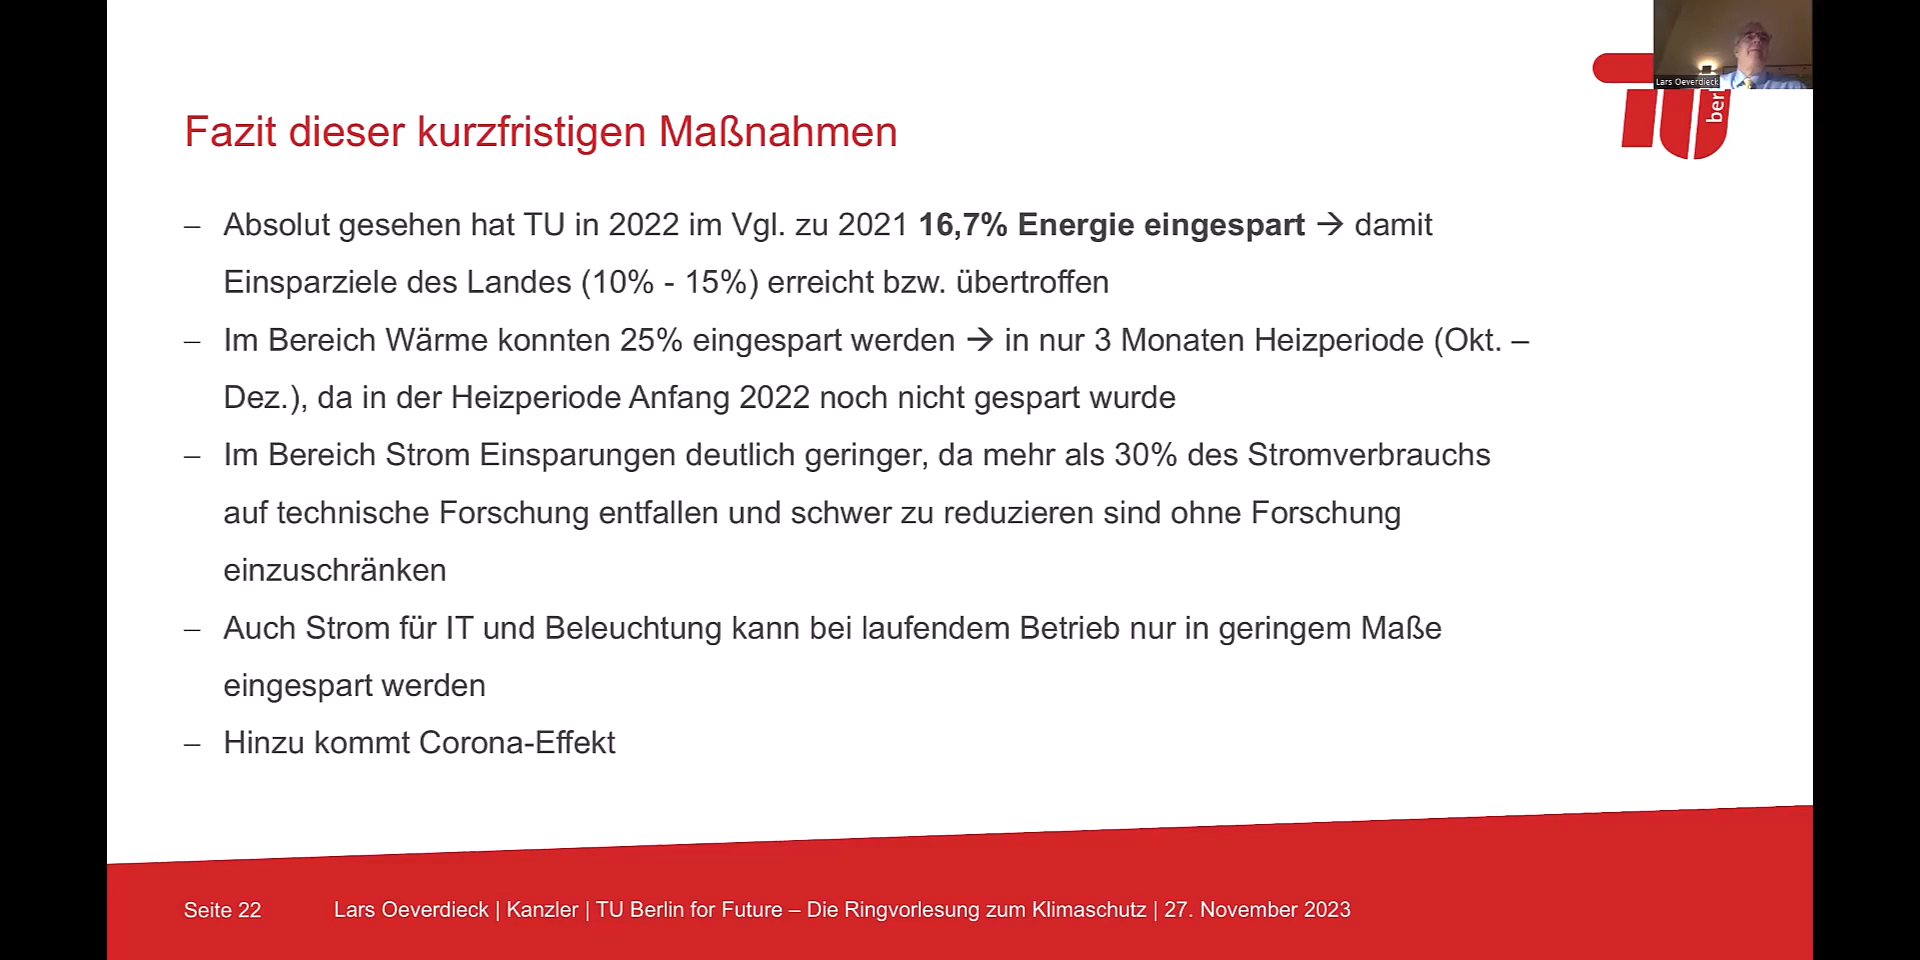 Lars Oeverdieck
berl
Fazit dieser kurzfristigen Maßnahmen
– Absolut gesehen hat TU in 2022 im Vgl. zu 2021 16,7% Energie eingespart → damit
Einsparziele des Landes (10% - 15%) erreicht bzw. übertroffen
– Im Bereich Wärme konnten 25% eingespart werden → in nur 3 Monaten Heizperiode (Okt. –
Dez.), da in der Heizperiode Anfang 2022 noch nicht gespart wurde
– Im Bereich Strom Einsparungen deutlich geringer, da mehr als 30% des Stromverbrauchs
auf technische Forschung entfallen und schwer zu reduzieren sind ohne Forschung
einzuschränken
– Auch Strom für IT und Beleuchtung kann bei laufendem Betrieb nur in geringem Maße
eingespart werden
– Hinzu kommt Corona-Effekt
Seite 22 Lars Oeverdieck | Kanzler | TU Berlin for Future – Die Ringvorlesung zum Klimaschutz | 27. November 2023